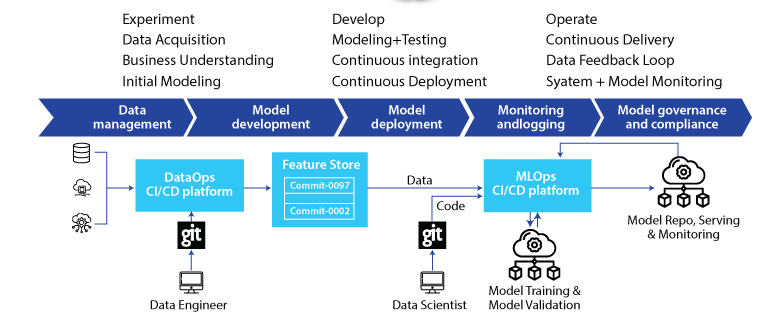 Experiment
Data Acquisition
Business Understanding
Initial Modeling
Develop
Modeling+Testing
Continuous integration
Continuous Deployment
Operate
Continuous Delivery
Data Feedback Loop
System + Model Monitoring
Data
management
Model
development
Model
deployment
Monitoring
andlogging
Model governance
and compliance
DataOps
CI/CD platform
Feature Store
Commit-0097
Commit-0002
Data
Code
MLOps
CI/CD platform
git
git
Data Engineer
Data Scientist
Model Training &
Model Validation
Model Repo, Serving
& Monitoring